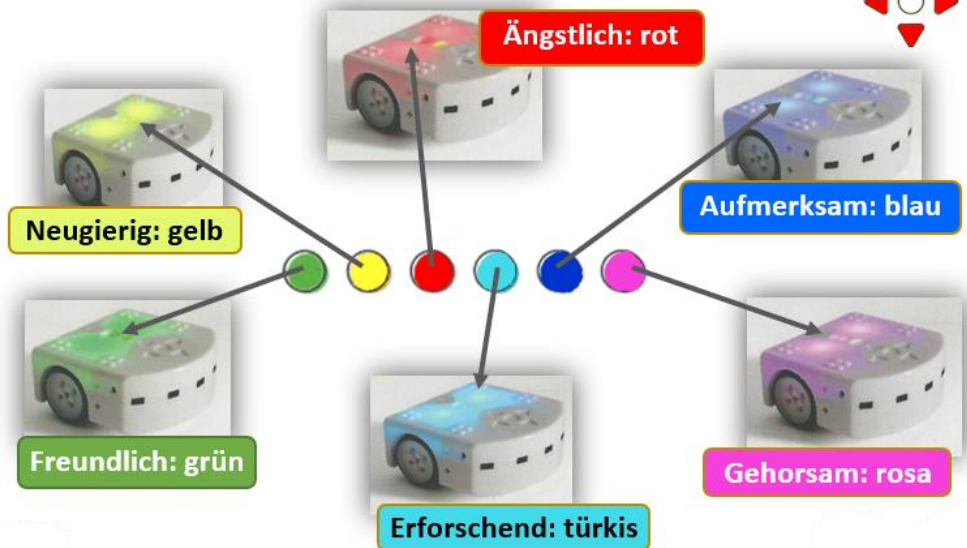 Ängstlich: rot
Neugierig: gelb
Aufmerksam: blau
Freundlich: grün
Gehorsam: rosa
Erforschend: türkis